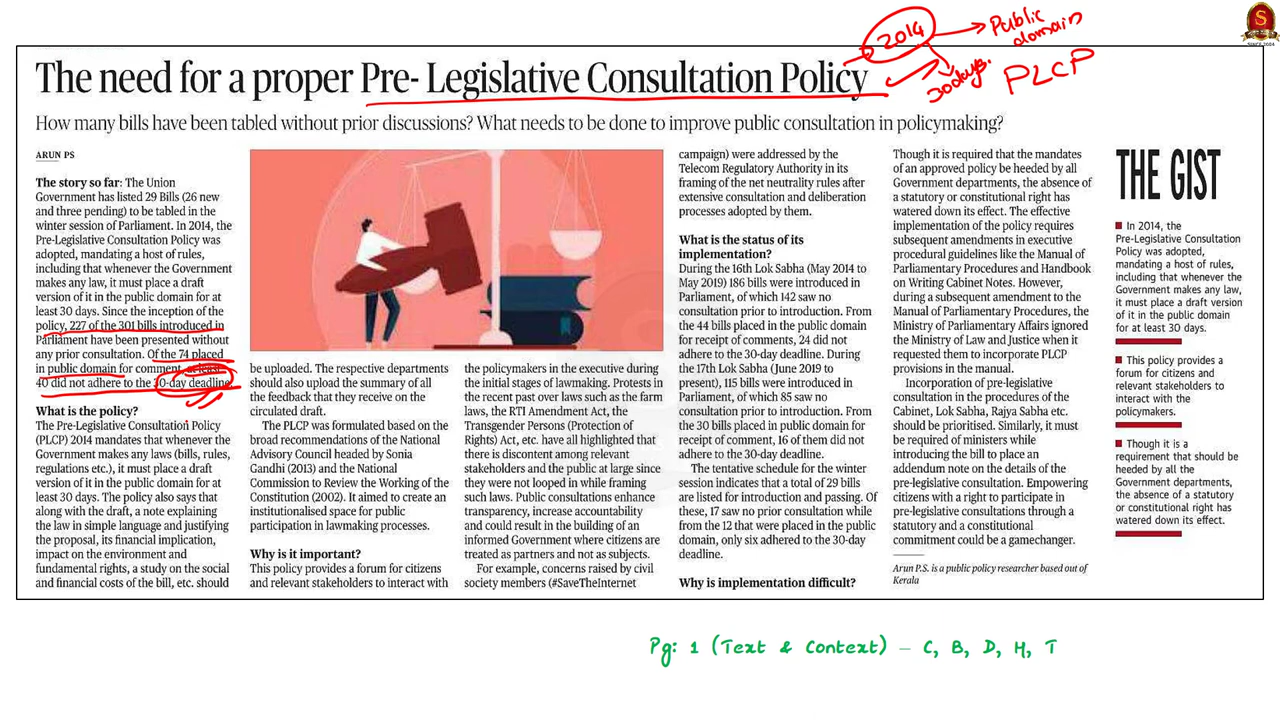 2014
Public
domain
30days.
PLCP
The need for a proper Pre- Legislative Consultation Policy
How many bills have been tabled without prior discussions? What needs to be done to improve public consultation in policymaking?
ARUN PS
The story so far: The Union
Government has listed 29 Bills (26 new
and three pending) to be tabled in the
winter session of Parliament. In 2014, the
Pre-Legislative Consultation Policy was
adopted, mandating a host of rules,
including that whenever the Government
makes any law, it must place a draft
version of it in the public domain for at
least 30 days. Since the inception of the
policy, 227 of the 301 bills introduced in
Parliament have been presented without
any prior consultation. Of the 74 placed
in public domain for comment, at least
40 did not adhere to the 30-day deadline.
What is the policy?
The Pre-Legislative Consultation Policy
(PLCP) 2014 mandates that whenever the
Government makes any laws (bills, rules,
regulations etc.), it must place a draft
version of it in the public domain for at
least 30 days. The policy also says that
along with the draft, a note explaining
the law in simple language and justifying
the proposal, its financial implication,
impact on the environment and
fundamental rights, a study on the social
and financial costs of the bill, etc. should
be uploaded. The respective departments
should also upload the summary of all
the feedback that they receive on the
circulated draft.
The PLCP was formulated based on the
broad recommendations of the National
Advisory Council headed by Sonia
Gandhi (2013) and the National
Commission to Review the Working of the
Constitution (2002). It aimed to create an
institutionalised space for public
participation in lawmaking processes.
Why is it important?
This policy provides a forum for citizens
and relevant stakeholders to interact with
the policymakers in the executive during
the initial stages of lawmaking. Protests in
the recent past over laws such as the farm
laws, the RTI Amendment Act, the
Transgender Persons (Protection of
Rights) Act, etc. have all highlighted that
there is discontent among relevant
stakeholders and the public at large since
they were not looped in while framing
such laws. Public consultations enhance
transparency, increase accountability
and could result in the building of an
informed Government where citizens are
treated as partners and not as subjects.
For example, concerns raised by civil
society members (#SaveTheInternet
campaign) were addressed by the
Telecom Regulatory Authority in its
framing of the net neutrality rules after
extensive consultation and deliberation
processes adopted by them.
What is the status of its
implementation?
During the 16th Lok Sabha (May 2014 to
May 2019) 186 bills were introduced in
Parliament, of which 142 saw no
consultation prior to introduction. From
the 44 bills placed in the public domain
for receipt of comments, 24 did not
adhere to the 30-day deadline. During
the 17th Lok Sabha (June 2019 to
present), 115 bills were introduced in
Parliament, of which 85 saw no
consultation prior to introduction. From
the 30 bills placed in public domain for
receipt of comment, 16 of them did not
adhere to the 30-day deadline.
The tentative schedule for the winter
session indicates that a total of 29 bills
are listed for introduction and passing. Of
these, 17 saw no prior consultation while
from the 12 that were placed in the public
domain, only six adhered to the 30-day
deadline.
Why is implementation difficult?
Though it is required that the mandates
of an approved policy be heeded by all
Government departments, the absence of
a statutory or constitutional right has
watered down its effect. The effective
implementation of the policy requires
subsequent amendments in executive
procedural guidelines like the Manual of
Parliamentary Procedures and Handbook
on Writing Cabinet Notes. However,
during a subsequent amendment to the
Manual of Parliamentary Procedures, the
Ministry of Parliamentary Affairs ignored
the Ministry of Law and Justice when it
requested them to incorporate PLCP
provisions in the manual.
Incorporation of pre-legislative
consultation in the procedures of the
Cabinet, Lok Sabha, Rajya Sabha etc.
should be prioritised. Similarly, it must
be required of ministers while
introducing the bill to place an
addendum note on the details of the
pre-legislative consultation. Empowering
citizens with a right to participate in
pre-legislative consultations through a
statutory and a constitutional
commitment could be a gamechanger.
Arun P.S. is a public policy researcher based out of
Kerala
THE GIST
In 2014, the
Pre-Legislative Consultation
Policy was adopted,
mandating a host of rules,
including that whenever the
Government makes any law,
it must place a draft version
of it in the public domain
for at least 30 days.
This policy provides a
forum for citizens and
relevant stakeholders to
interact with the
policymakers.
Though it is a
requirement that should be
heeded by all the
Government departments,
the absence of a statutory
or constitutional right has
watered down its effect.
Pg: 1 (Text & Context) - C, B, D, H, T